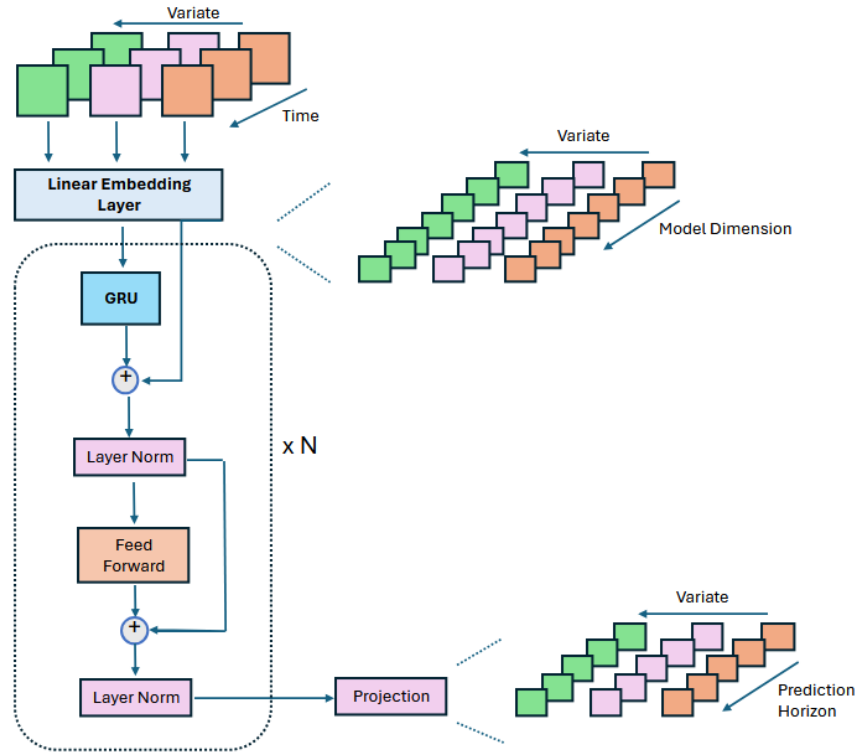 Variate
Time
Linear Embedding
Layer
Variate
Model Dimension
GRU
+
x N
Layer Norm
Feed
Forward
+
Layer Norm
Projection
Variate
Prediction
Horizon